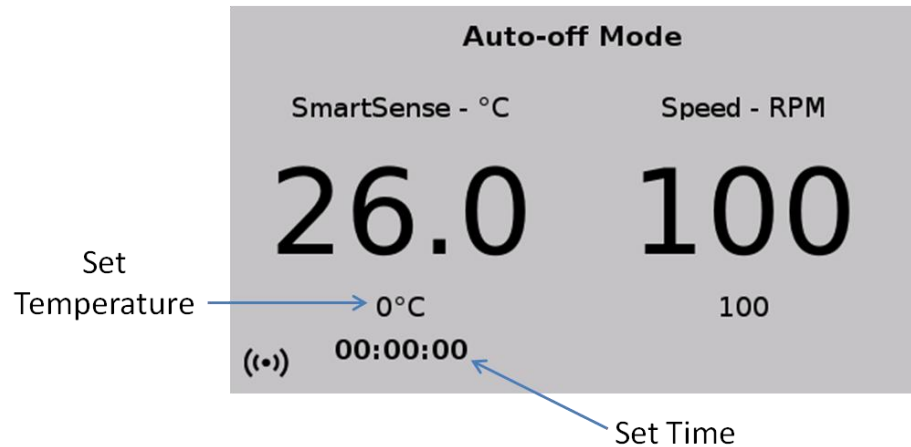 Auto-off Mode
SmartSense - °C
Speed - RPM
26.0
100
Set
Temperature
0°C
100
00:00:00
Set Time